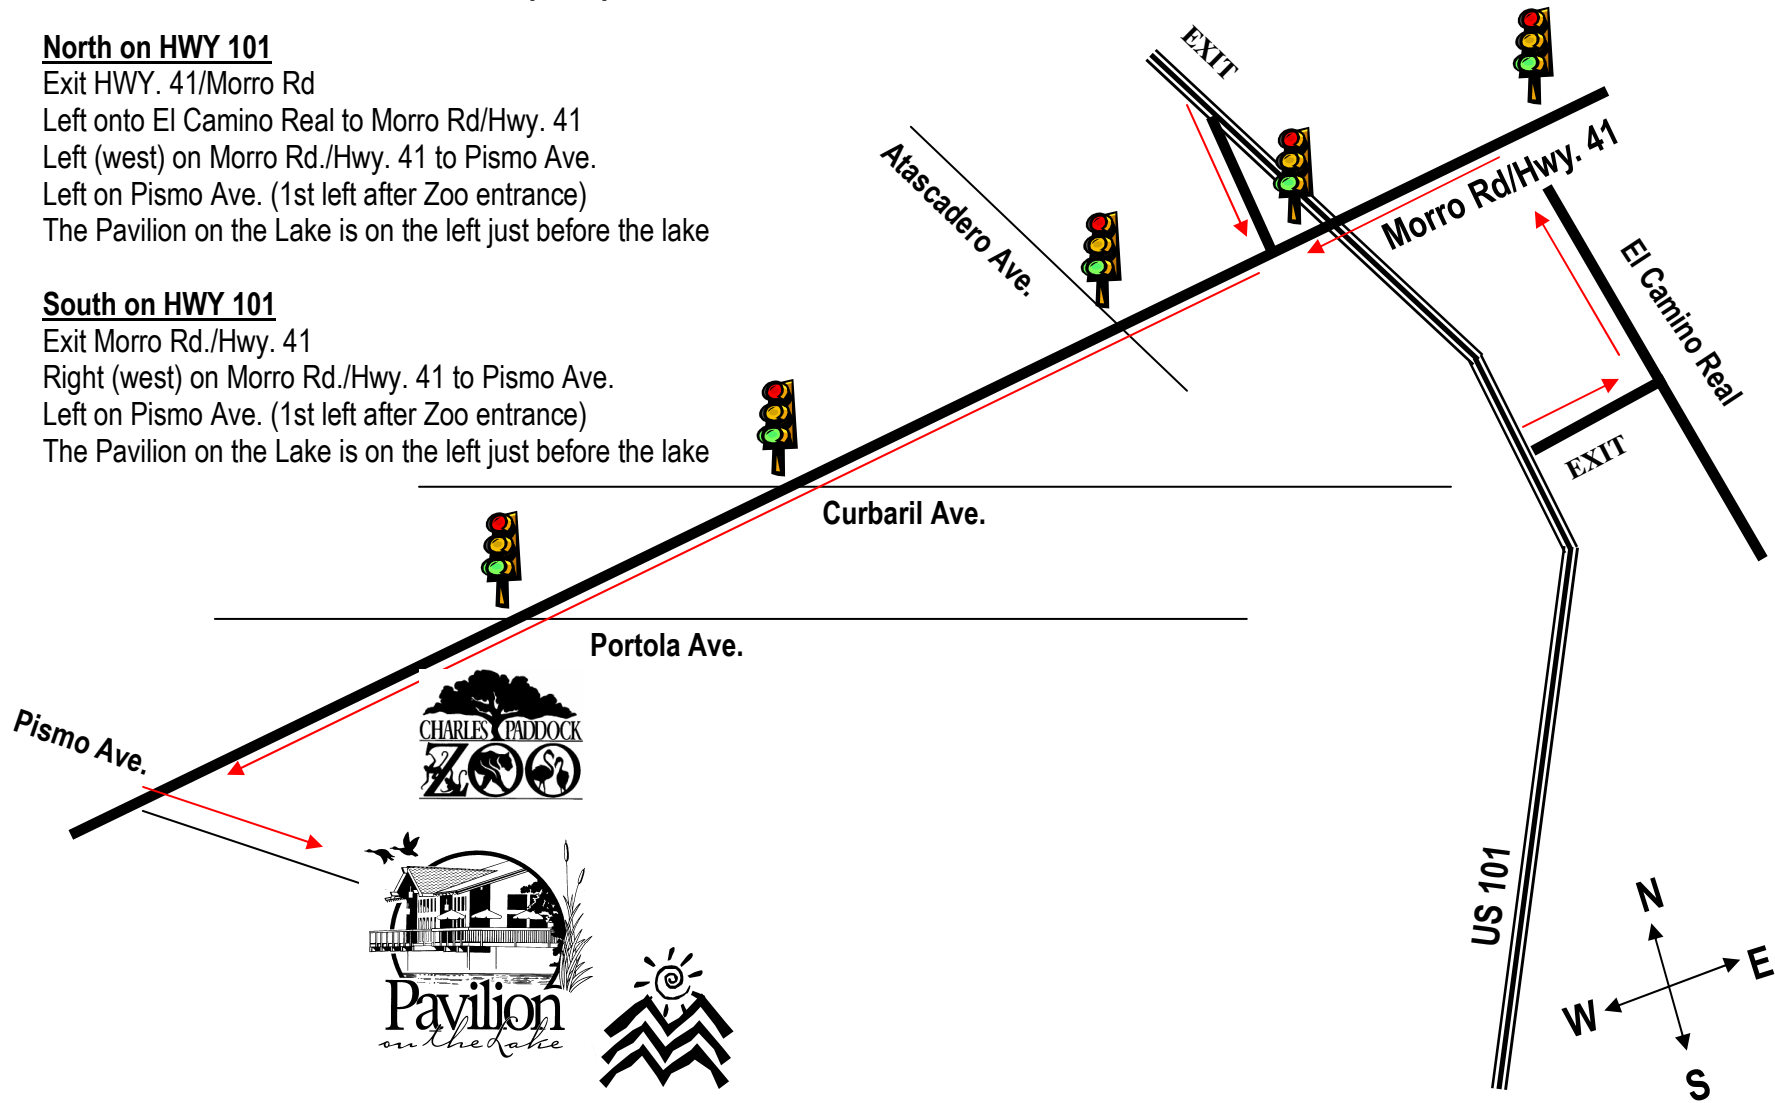 North on HWY 101
Exit HWY. 41/Morro Rd
Left onto El Camino Real to Morro Rd/Hwy. 41
Left (west) on Morro Rd./Hwy. 41 to Pismo Ave.
Left on Pismo Ave. (1st left after Zoo entrance)
The Pavilion on the Lake is on the left just before the lake
South on HWY 101
Exit Morro Rd./Hwy. 41
Right (west) on Morro Rd./Hwy. 41 to Pismo Ave.
Left on Pismo Ave. (1st left after Zoo entrance)
The Pavilion on the Lake is on the left just before the lake
EXIT
Atascadero Ave.
Morro Rd/Hwy. 41
El Camino Real
EXIT
Curbaril Ave.
Portola Ave.
Pismo Ave.
CHARLES PADDOCK
ZOO
Pavilion
on the Lake
US 101
N
E
W
S